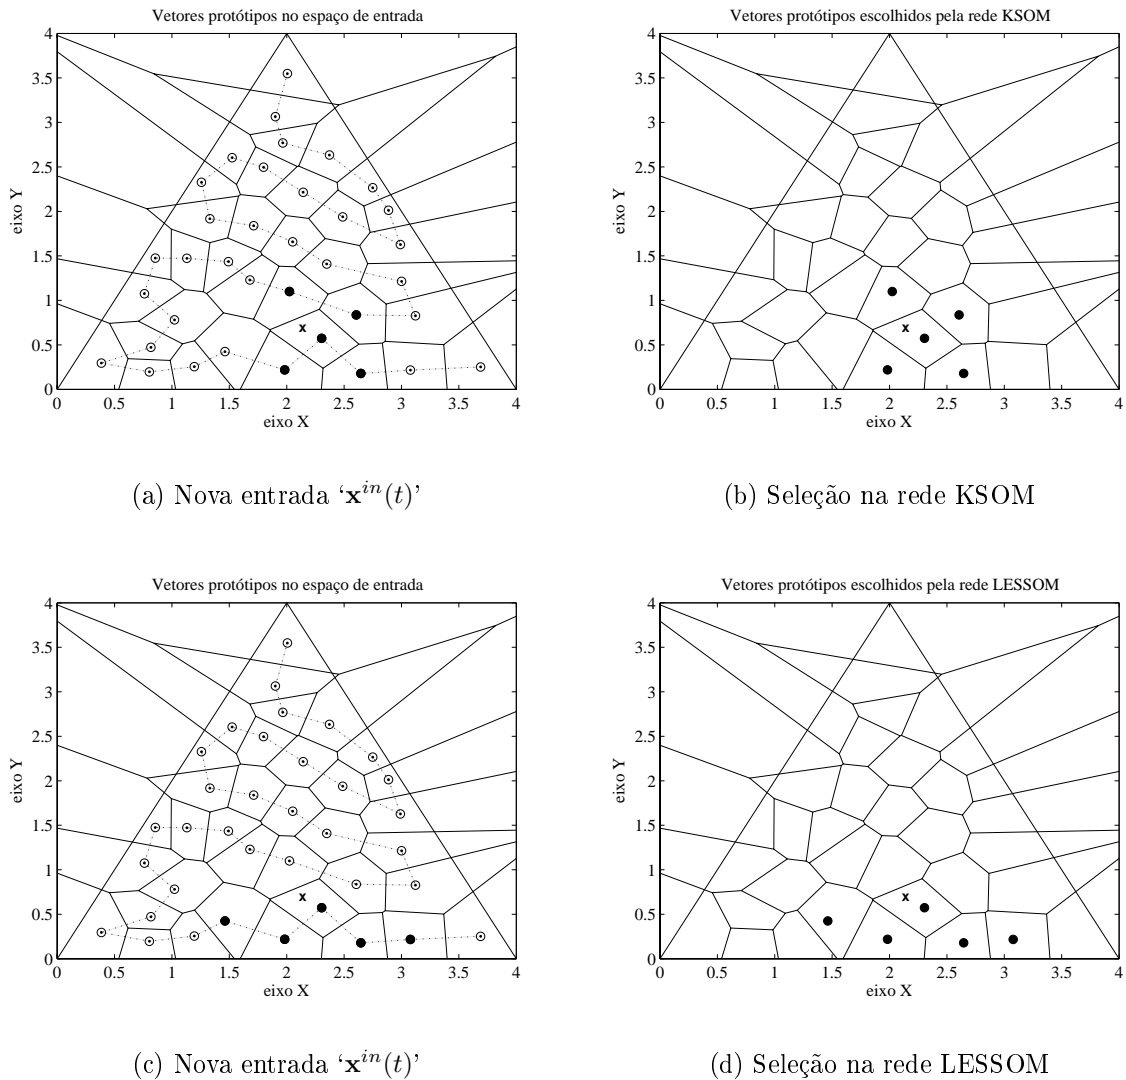 Vetores protótipos no espaço de entrada
4
3.5
3
2.5
2
1.5
1
0.5
0
eixo Y
0 0.5 1 1.5 2 2.5 3 3.5 4
eixo X
x
(a) Nova entrada ‘x^in(t)’
Vetores protótipos escolhidos pela rede KSOM
4
3.5
3
2.5
2
1.5
1
0.5
0
eixo Y
0 0.5 1 1.5 2 2.5 3 3.5 4
eixo X
x
(b) Seleção na rede KSOM
Vetores protótipos no espaço de entrada
4
3.5
3
2.5
2
1.5
1
0.5
0
eixo Y
0 0.5 1 1.5 2 2.5 3 3.5 4
eixo X
x
(c) Nova entrada ‘x^in(t)’
Vetores protótipos escolhidos pela rede LESSOM
4
3.5
3
2.5
2
1.5
1
0.5
0
eixo Y
0 0.5 1 1.5 2 2.5 3 3.5 4
eixo X
x
(d) Seleção na rede LESSOM